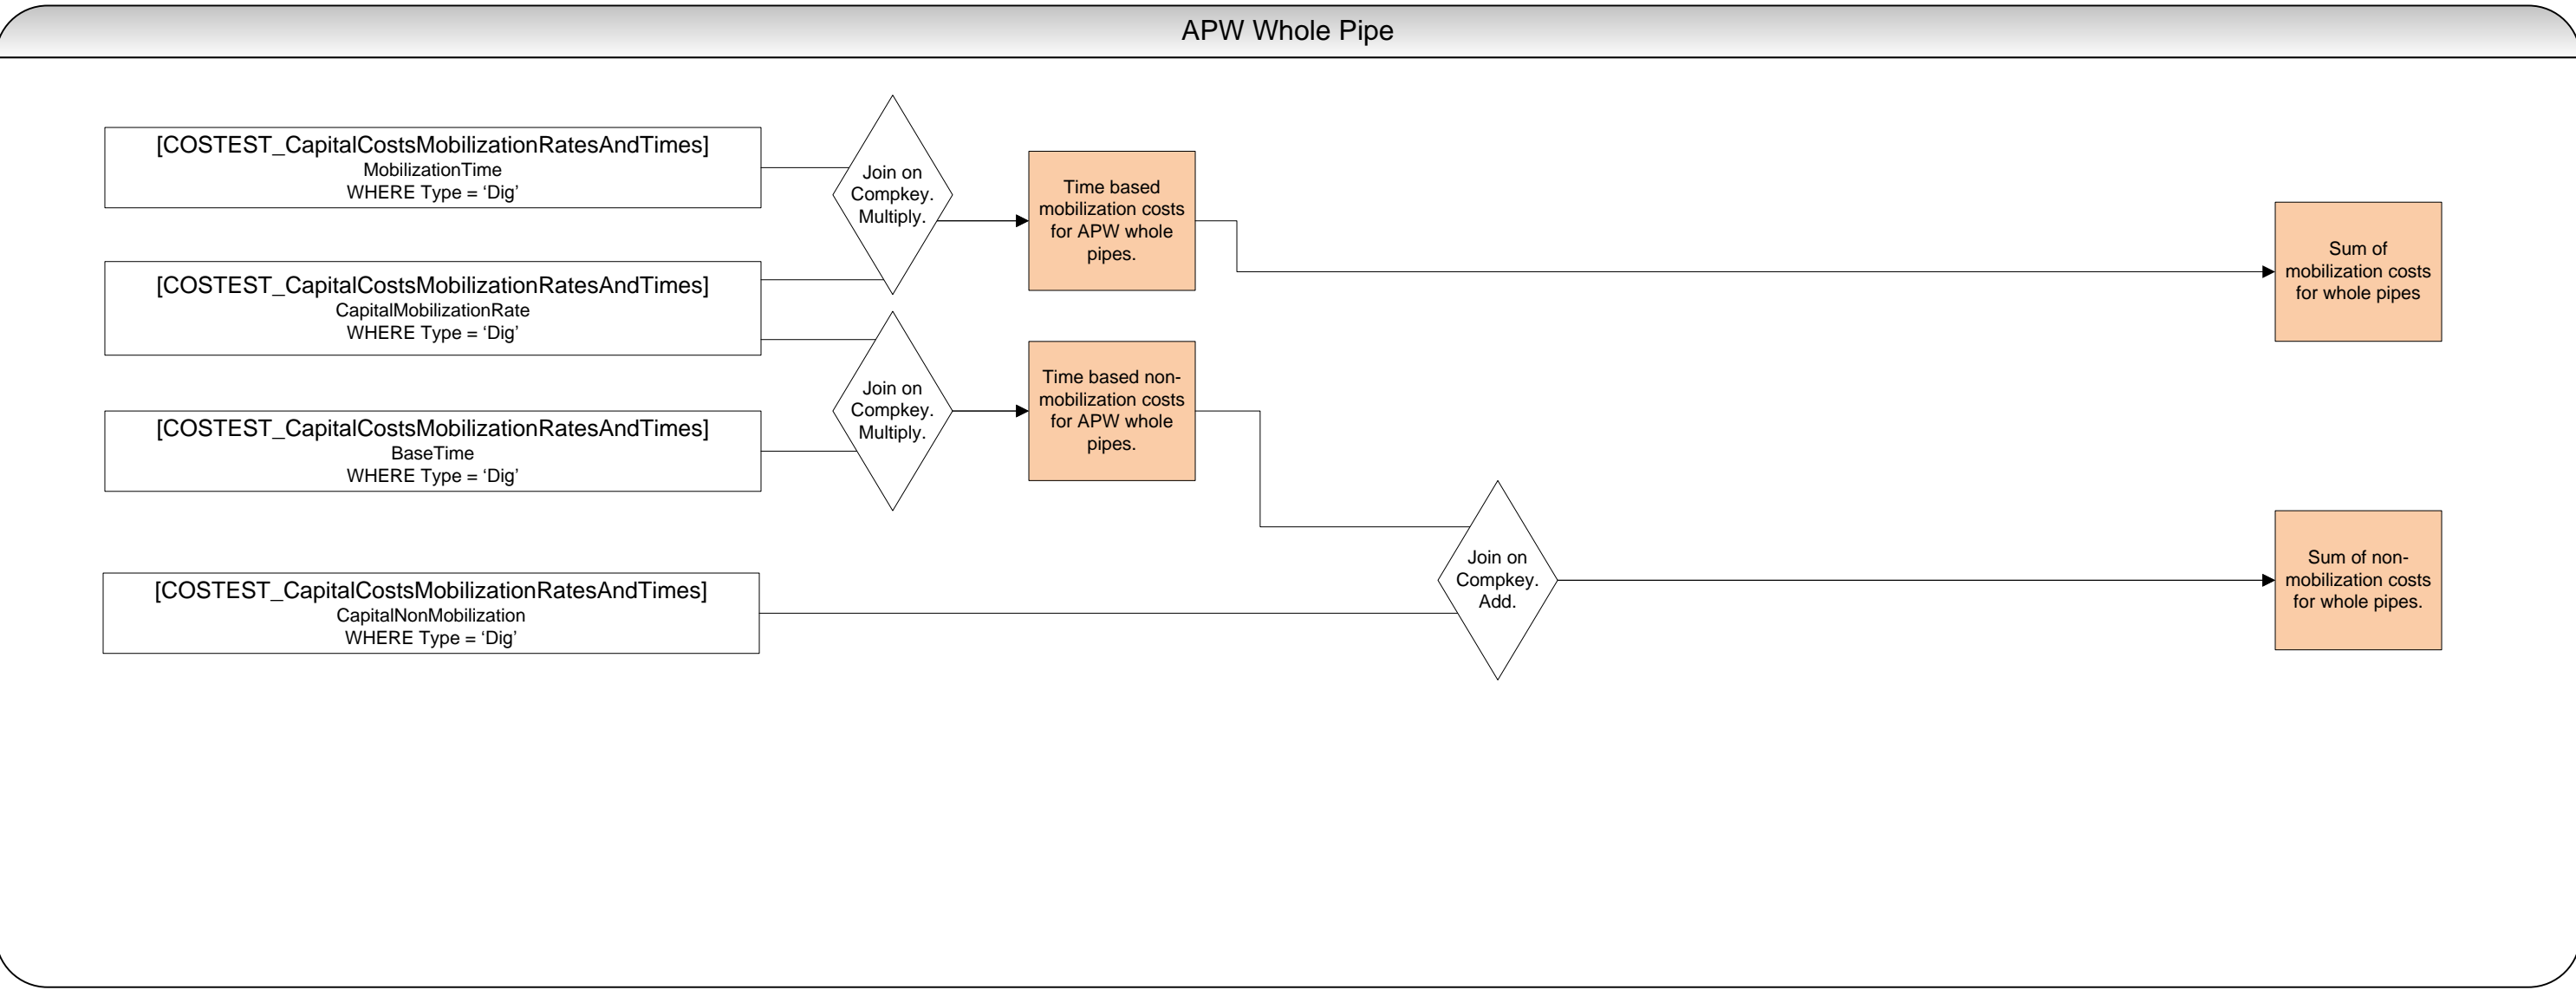 APW Whole Pipe
[COSTEST_CapitalCostsMobilizationRatesAndTimes]
MobilizationTime
WHERE Type = ‘Dig’
Join on
Compkey.
Multiply.
Time based
mobilization costs
for APW whole
pipes.
Sum of
mobilization costs
for whole pipes
[COSTEST_CapitalCostsMobilizationRatesAndTimes]
CapitalMobilizationRate
WHERE Type = ‘Dig’
Join on
Compkey.
Multiply.
Time based non-
mobilization costs
for APW whole
pipes.
[COSTEST_CapitalCostsMobilizationRatesAndTimes]
BaseTime
WHERE Type = ‘Dig’
Join on
Compkey.
Add.
Sum of non-
mobilization costs
for whole pipes.
[COSTEST_CapitalCostsMobilizationRatesAndTimes]
CapitalNonMobilization
WHERE Type = ‘Dig’